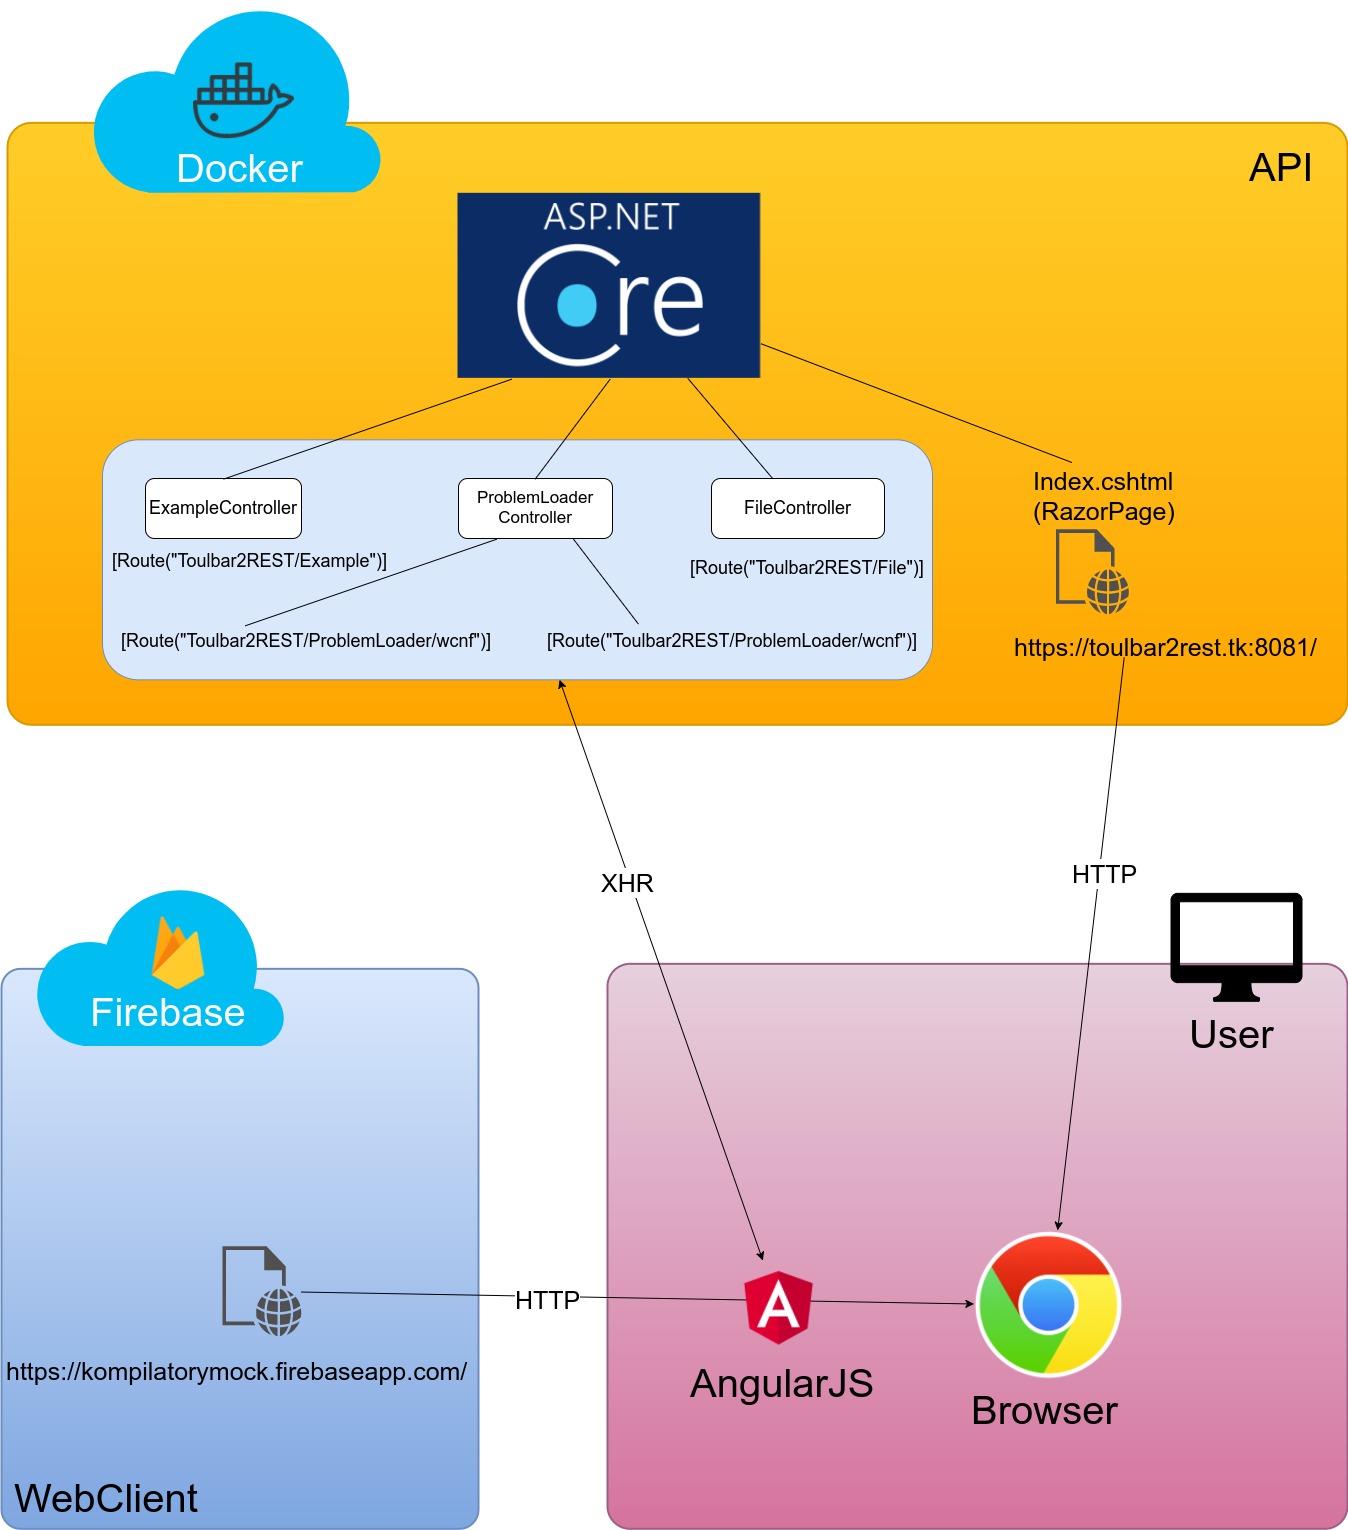 Docker
API
ASP.NET
Core
ExampleController
ProblemLoader
Controller
FileController
Index.cshtml
(RazorPage)
[Route("Toulbar2REST/Example")]
[Route("Toulbar2REST/File")]
[Route("Toulbar2REST/ProblemLoader/wcnf")]
[Route("Toulbar2REST/ProblemLoader/wcnf")]
https://toulbar2rest.tk:8081/
XHR
HTTP
Firebase
User
HTTP
https://kompilatorymock.firebaseapp.com/
AngularJS
Browser
WebClient